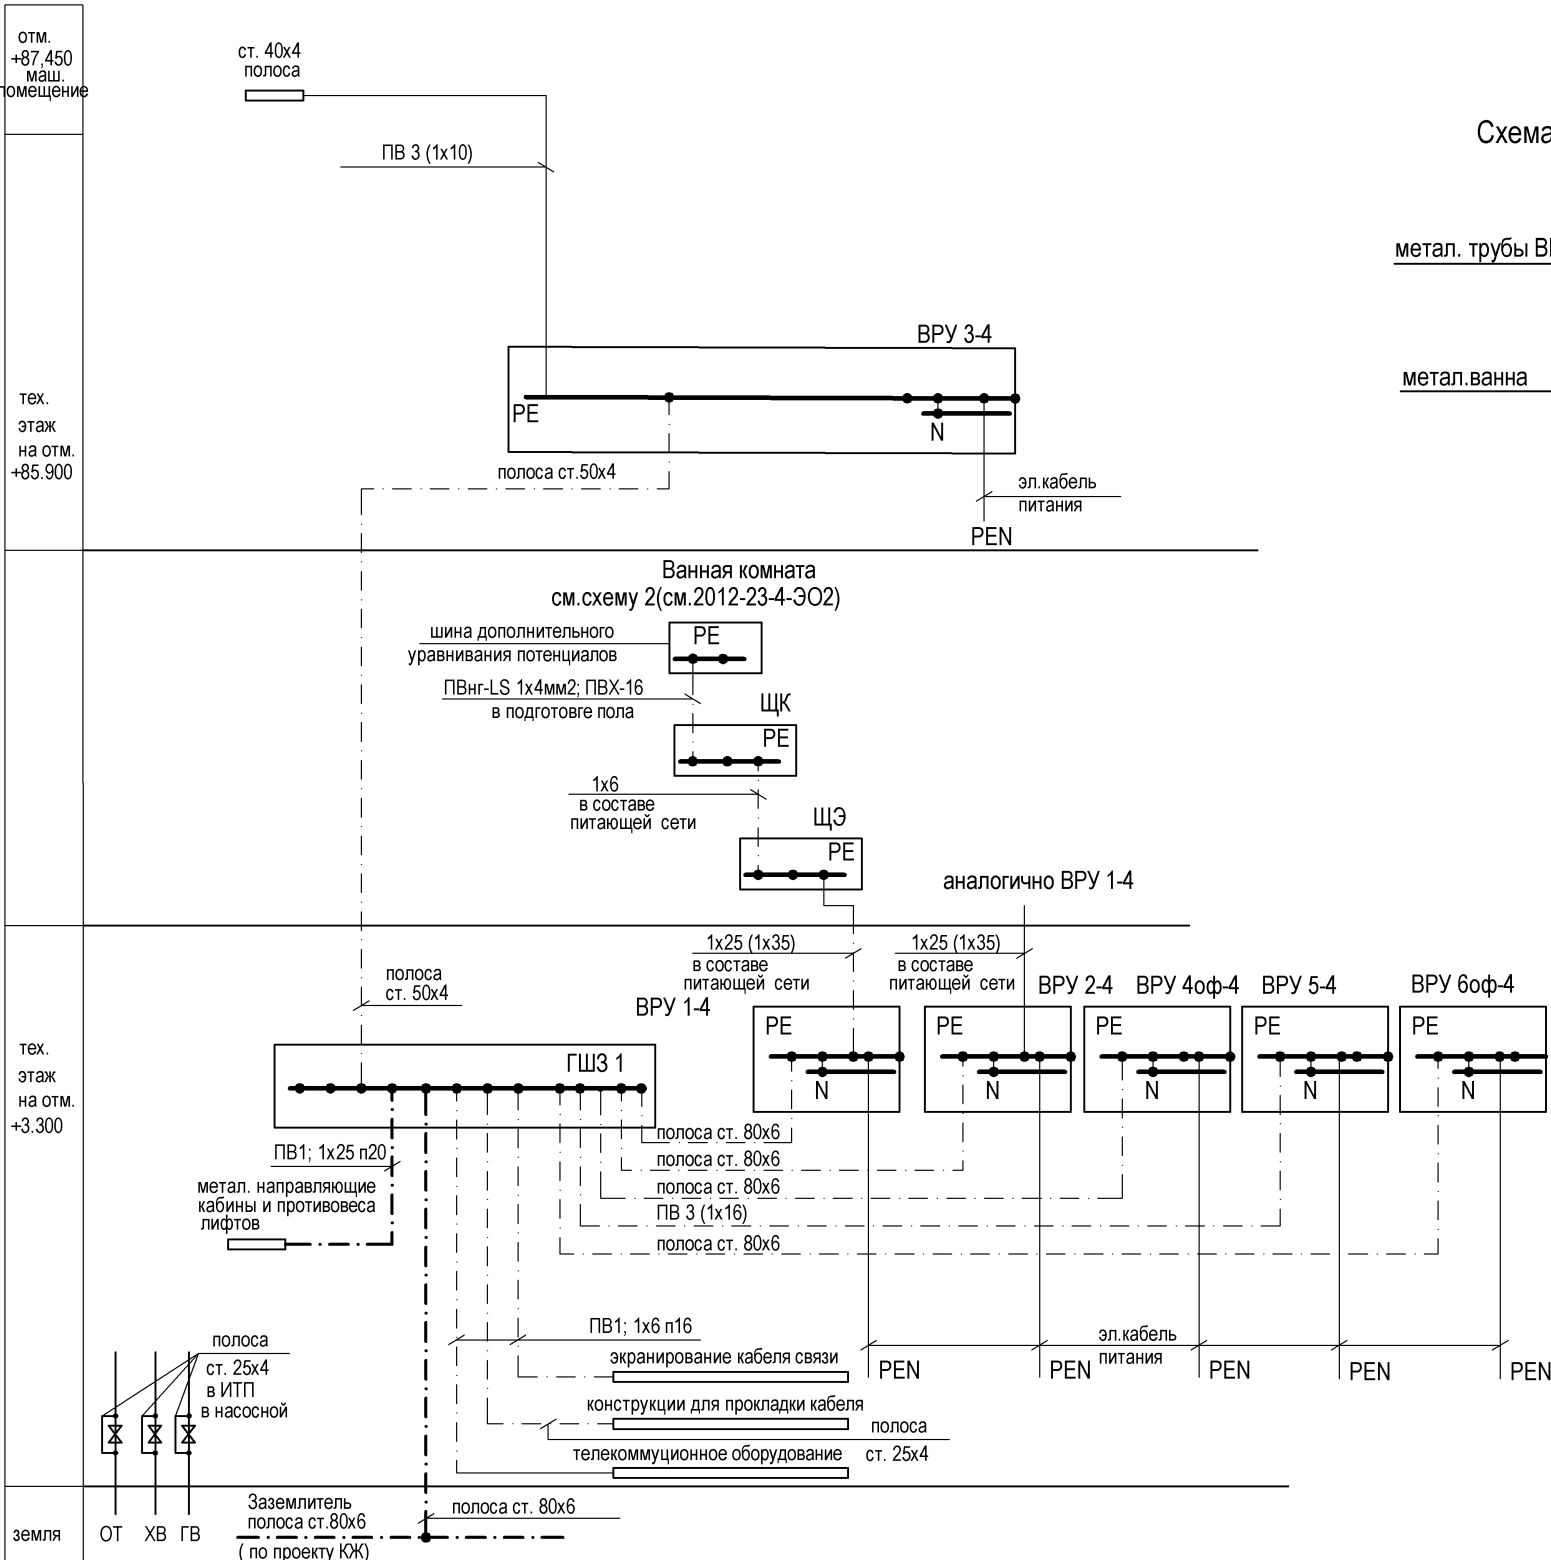 отм.
+87,450
маш.
помещение
ст. 40х4
полоса
ПВ 3 (1х10)
Схема
метал. трубы
метал.ванна
ВРУ 3-4
PE
N
тех.
этаж
на отм.
+85.900
полоса ст.50х4
эл.кабель
питания
PEN
Ванная комната
см.схему 2(см.2012-23-4-ЭО2)
шина дополнительного
уравнивания потенциалов
PE
ПВнг-LS 1х4мм2; ПВХ-16
в подготовге пола
ЩК
PE
1х6
в составе
питающей сети
ЩЭ
PE
аналогично ВРУ 1-4
1х25 (1х35)
в составе
питающей сети
1х25 (1х35)
в составе
питающей сети
полоса
ст. 50х4
ВРУ 1-4
ВРУ 2-4
ВРУ 4оф-4
ВРУ 5-4
ВРУ 6оф-4
PE
PE
PE
PE
PE
N
N
N
N
N
тех.
этаж
на отм.
+3.300
ГШЗ 1
полоса ст. 80х6
полоса ст. 80х6
полоса ст. 80х6
ПВ 3 (1х16)
полоса ст. 80х6
ПВ1; 1х25 п20
метал. направляющие
кабины и противовеса
лифтов
ПВ1; 1х6 п16
экранирование кабеля связи
конструкции для прокладки кабеля
полоса
ст. 25х4
телекоммуционное оборудование
эл.кабель
питания
PEN
PEN
PEN
PEN
PEN
полоса
ст. 25х4
в ИТП
в насосной
земля
ОТ
ХВ
ГВ
Заземлитель
полоса ст.80х6
( по проекту КЖ)
полоса ст. 80х6